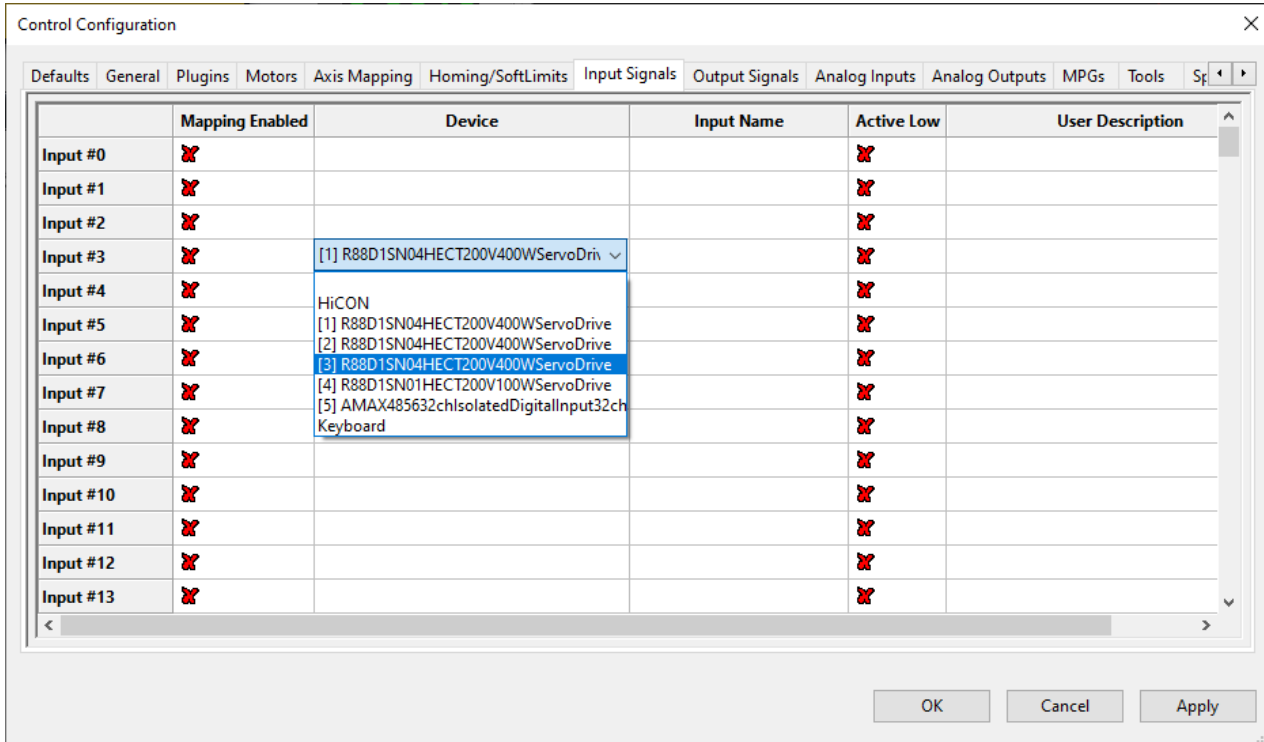 Control Configuration
Defaults General Plugins Motors Axis Mapping Homing/SoftLimits Input Signals Output Signals Analog Inputs Analog Outputs MPGs Tools Sp
Mapping Enabled Device Input Name Active Low User Description
Input #0
Input #1
Input #2
Input #3 [1] R88D1SN04HECT200V400WServoDriv
Input #4
HiCON
Input #5 [1] R88D1SN04HECT200V400WServoDrive
[2] R88D1SN04HECT200V400WServoDrive
Input #6 [3] R88D1SN04HECT200V400WServoDrive
Input #7 [4] R88D1SN01HECT200V100WServoDrive
[5] AMAX485632chIsolatedDigitalInput32ch
Input #8 Keyboard
Input #9
Input #10
Input #11
Input #12
Input #13
OK Cancel Apply